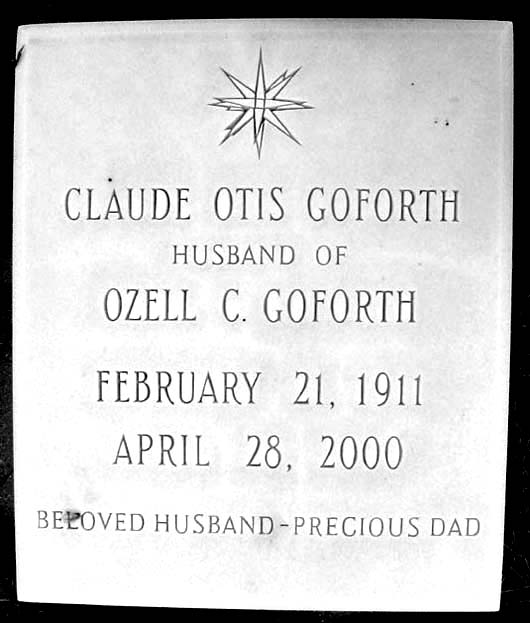 CLAUDE OTIS GOFORTH
HUSBAND OF
OZELL C. GOFORTH
FEBRUARY 21, 1911
APRIL 28, 2000
BELOVED HUSBAND-PRECIOUS DAD